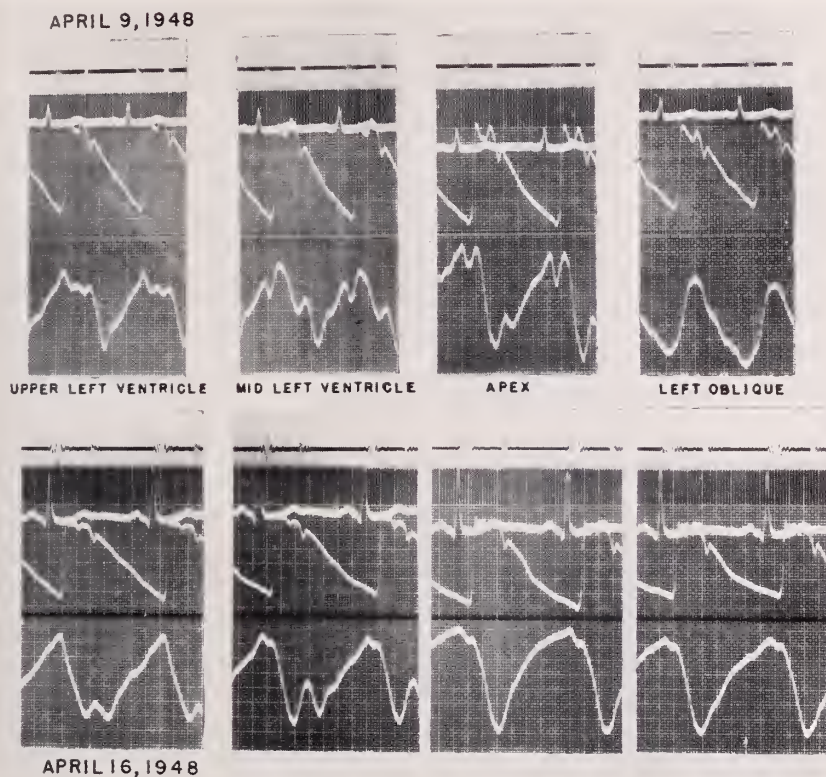 APRIL 9, 1948
UPPER LEFT VENTRICLE
MID LEFT VENTRICLE
APEX
LEFT OBLIQUE
APRIL 16, 1948